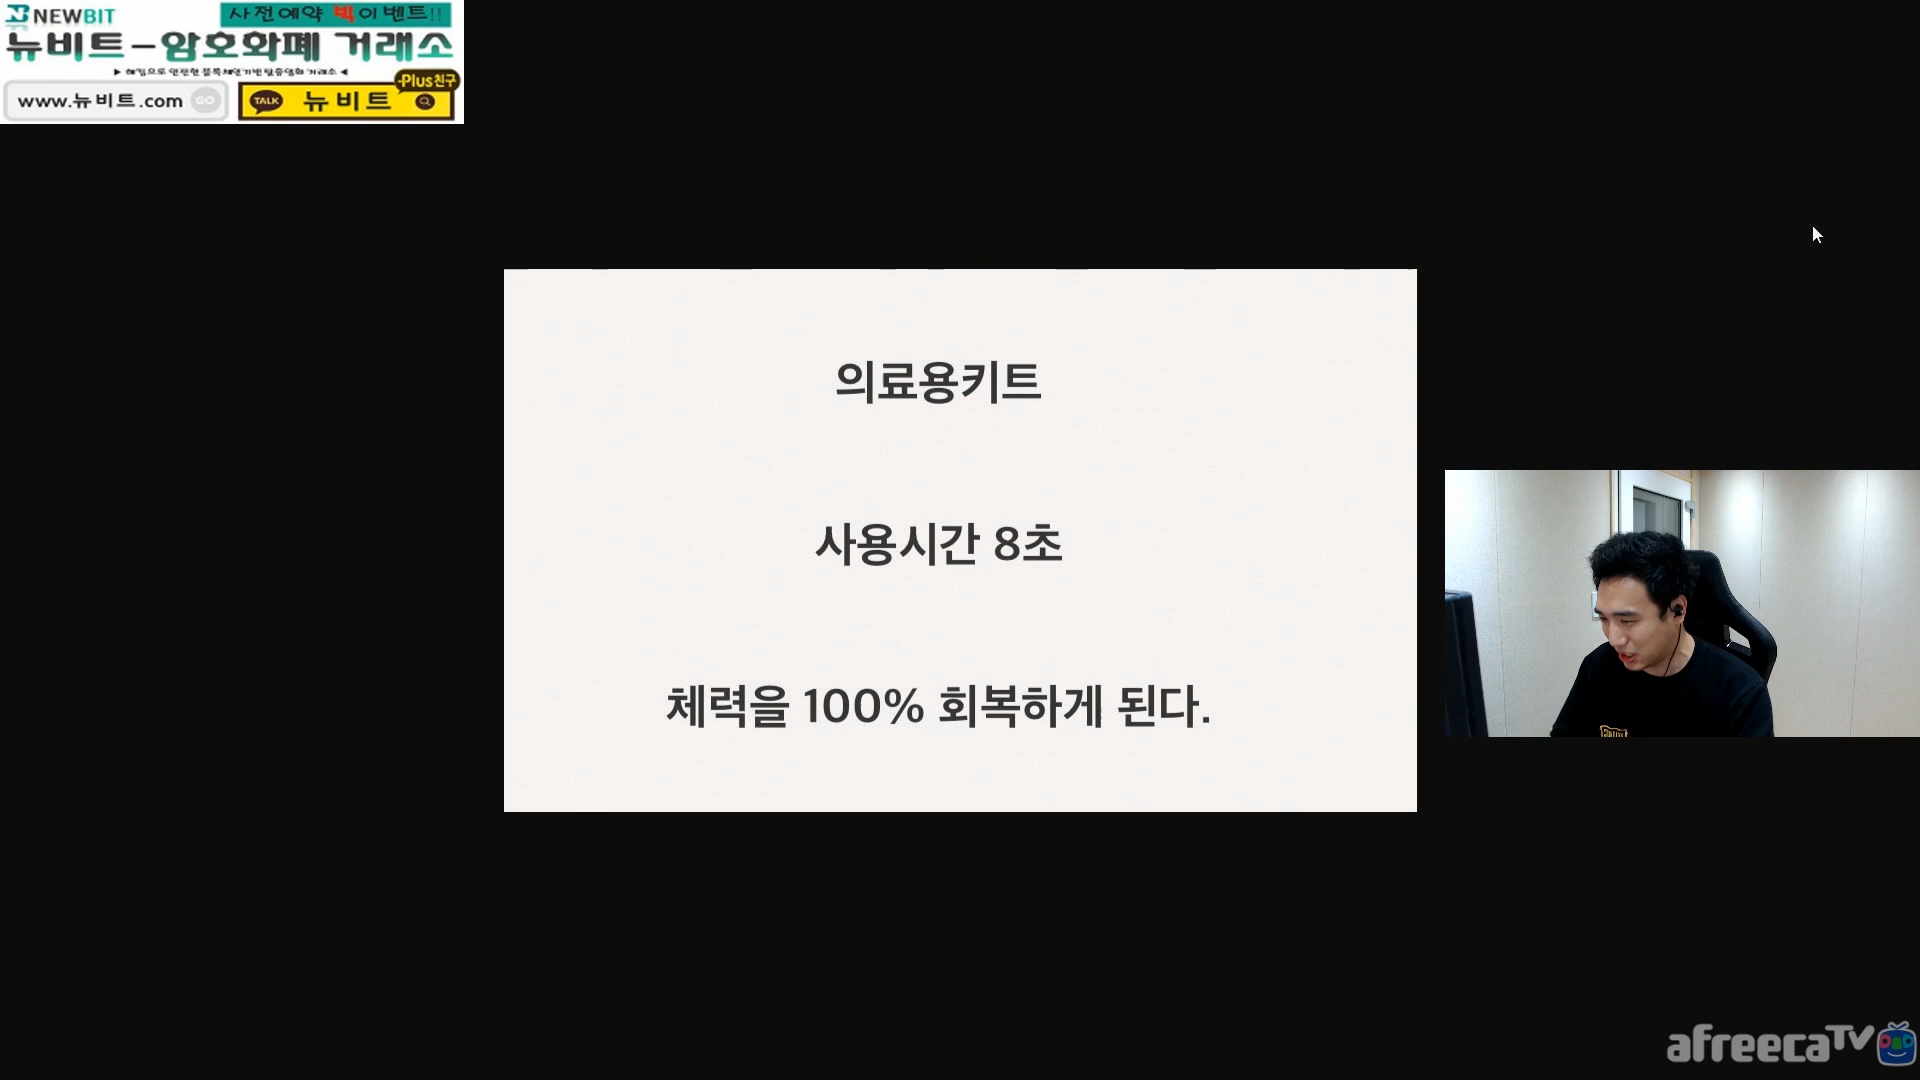 NEWBIT
사전예약 빅이벤트!!
뉴비트-암호화폐 거래소
www.뉴비트.com GO
TALK 뉴비트
Plus친구
의료용키트
사용시간 8초
체력을 100% 회복하게 된다.
afreecaTV